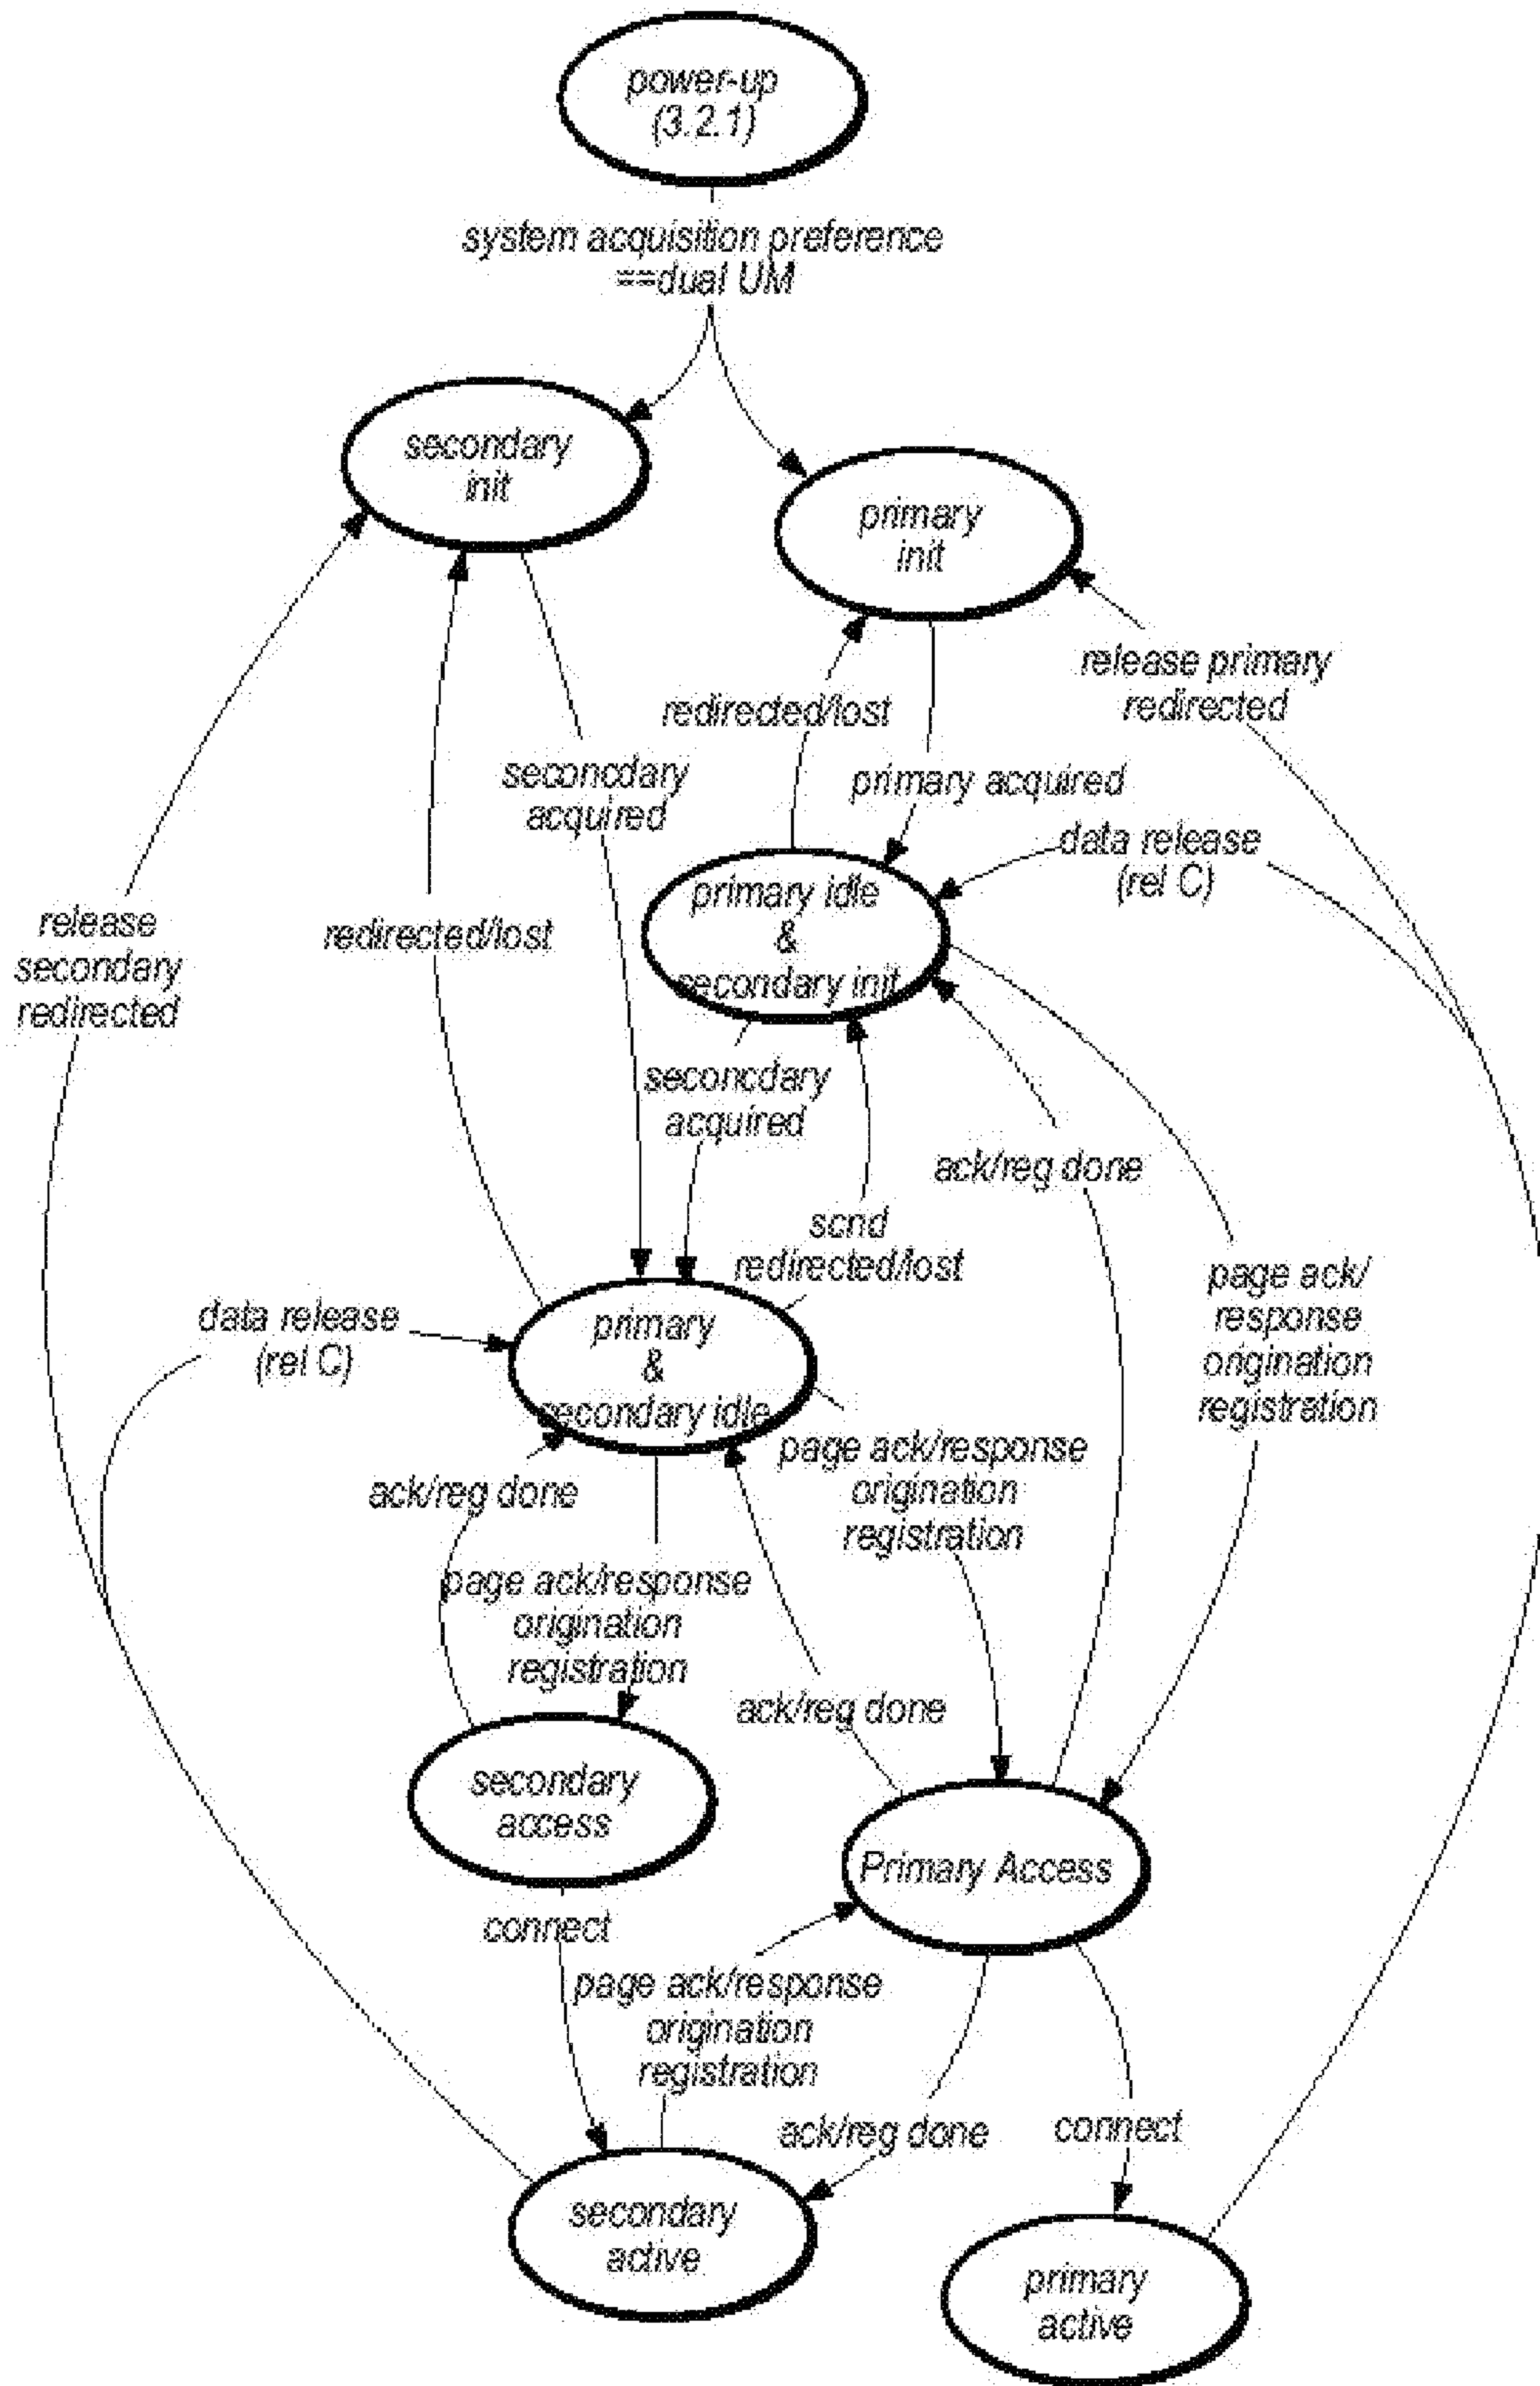 power-up
(3.2.1)
system acquisition preference
==dual UM
secondary
init
primary
init
release primary
redirected
redirected/lost
seconcdary
acquired
primary acquired
data release
(rel C)
primary idle
&
secondary init
release
secondary
redirected
redirected/lost
seconcdary
acquired
ack/reg done
scnd
redirected/lost
page ack/
response
origination
registration
data release
(rel C)
primary
&
secondary idle
page ack/response
origination
registration
ack/reg done
page ack/response
origination
registration
ack/reg done
secondary
access
Primary Access
connect
page ack/response
origination
registration
ack/reg done
connect
secondary
active
primary
active